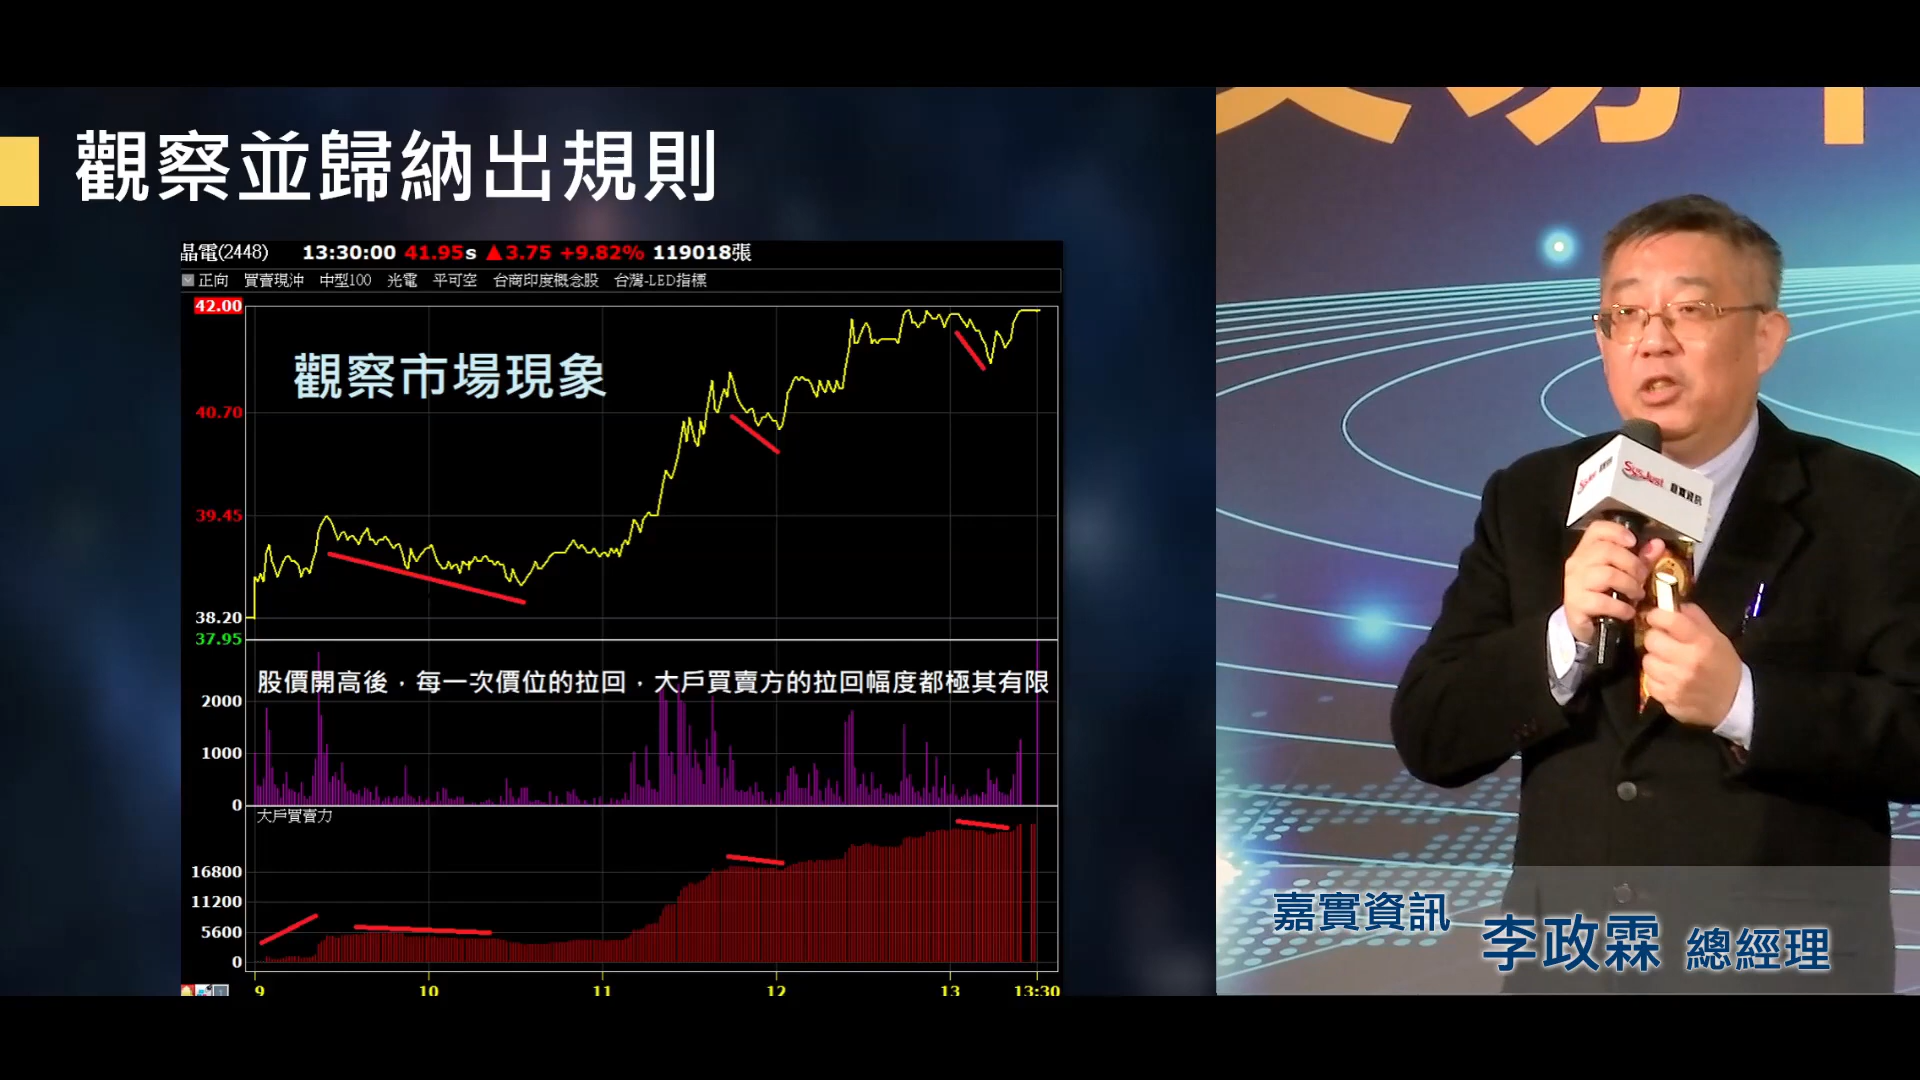 觀察並歸納出規則
晶電(2448) 13:30:00 41.95s ▲3.75 +9.82% 119018張
正向 買賣現沖 中型100 光電 平可空 台商印度概念股 台灣-LED指標
42.00
觀察市場現象
40.70
39.45
38.20
37.95
股價開高後，每一次價位的拉回，大戶買賣方的拉回幅度都極其有限
2000
1000
0
大戶買賣力
16800
11200
5600
0
9 10 11 12 13 13:30
SysJust 嘉實資訊
嘉實資訊 李政霖 總經理